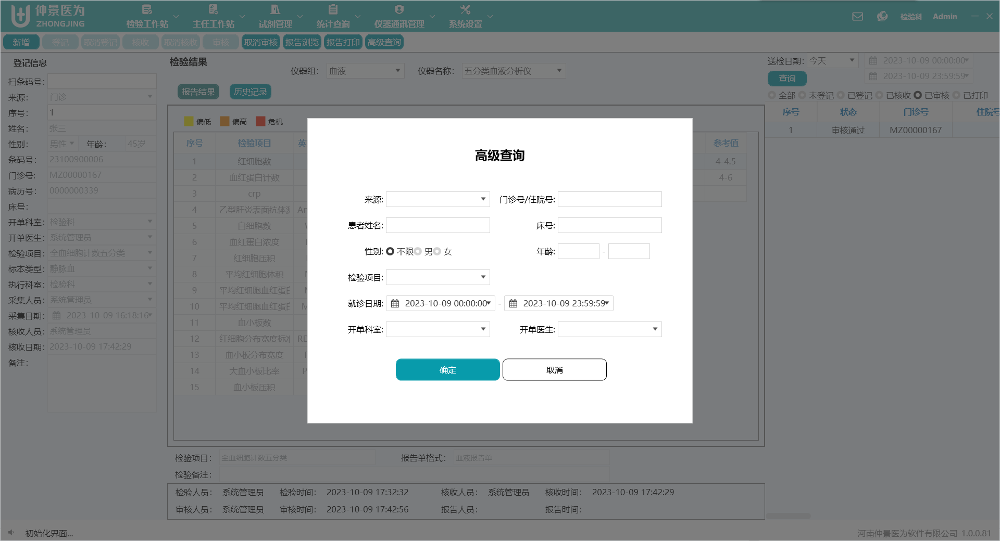 仲景医为
ZHONGJING
检验工作站 主任工作站 试剂管理 统计查询 仪器通讯管理 系统设置
检验科 Admin
新增 登记 取消登记 核收 取消核收 审核 取消审核 报告浏览 报告打印 高级查询
登记信息
扫条码号:
来源: 门诊
序号: 1
姓名: 张三
性别: 男性 年龄: 45岁
条码号: 23100900006
门诊号: MZ00000167
病历号: 0000000339
床号:
开单科室: 检验科
开单医生: 系统管理员
检验项目: 全血细胞计数五分类
标本类型: 静脉血
执行科室: 检验科
采集人员: 系统管理员
采集日期: 2023-10-09 16:18:16
核收人员: 系统管理员
核收日期: 2023-10-09 17:42:29
备注:
检验结果
仪器组: 血液 仪器名称: 五分类血液分析仪
报告结果 历史记录
偏低 偏高 危机
序号 检验项目 英 参考值
1 红细胞数 4-4.5
2 血红蛋白计数 4-6
3 crp
4 乙型肝炎表面抗体 An
5 白细胞数
6 血红蛋白浓度
7 红细胞压积
8 平均红细胞体积
9 平均红细胞血红蛋
10 平均红细胞血红蛋
11 血小板数
12 红细胞分布宽度标 RD
13 血小板分布宽度
14 大血小板比率 P
15 血小板压积
高级查询
来源: 门诊号/住院号:
患者姓名: 床号:
性别: 不限 男 女 年龄: -
检验项目:
就诊日期: 2023-10-09 00:00:00 - 2023-10-09 23:59:59
开单科室: 开单医生:
确定 取消
检验项目: 全血细胞计数五分类 报告单格式: 血液报告单
检验备注:
检验人员: 系统管理员 检验时间: 2023-10-09 17:32:32 核收人员: 系统管理员 核收时间: 2023-10-09 17:42:29
审核人员: 系统管理员 审核时间: 2023-10-09 17:42:56 报告人员: 报告时间:
送检日期: 今天 2023-10-09 00:00:00
查询 2023-10-09 23:59:59
全部 未登记 已登记 已核收 已审核 已打印
序号 状态 门诊号 住院号
1 审核通过 MZ00000167
初始化界面...
河南仲景医为软件有限公司-1.0.0.81